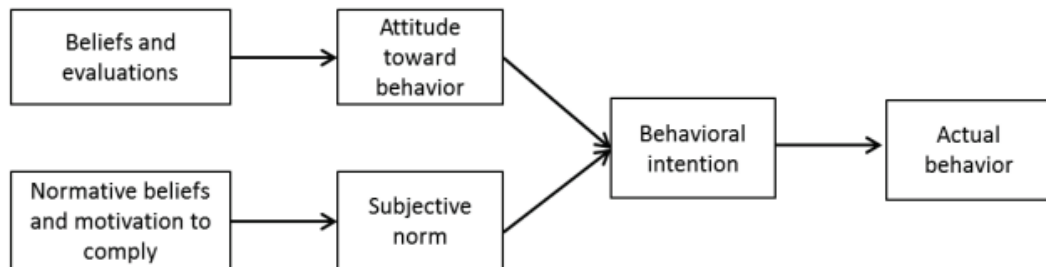 Beliefs and
evaluations
Attitude
toward
behavior
Behavioral
intention
Actual
behavior
Normative beliefs
and motivation to
comply
Subjective
norm